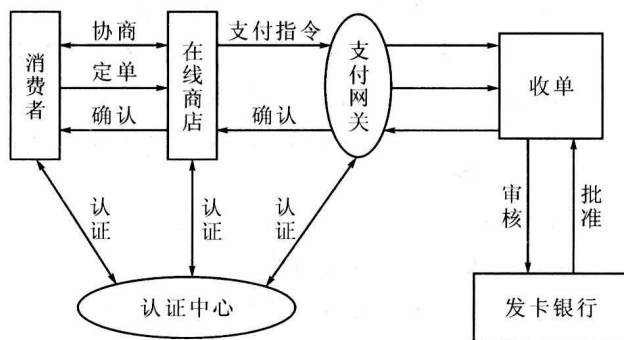 消费者
协商
定单
确认
在线商店
支付指令
确认
支付网关
收单
认证
认证
认证
审核
批准
认证中心
发卡银行